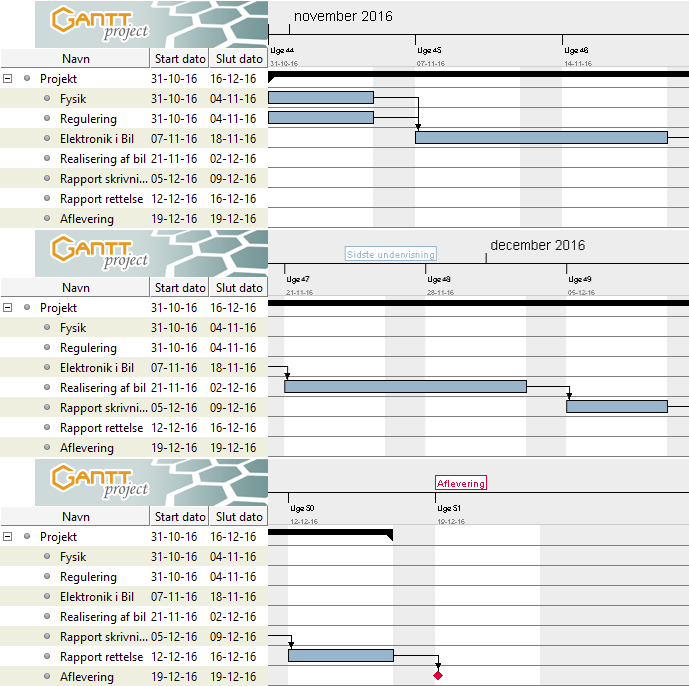 GANTT project
november 2016
Uge 44 Uge 45 Uge 46
31-10-16 07-11-16 14-11-16
Navn Start dato Slut dato
Projekt 31-10-16 16-12-16
Fysik 31-10-16 04-11-16
Regulering 31-10-16 04-11-16
Elektronik i Bil 07-11-16 18-11-16
Realisering af bil 21-11-16 02-12-16
Rapport skrivni... 05-12-16 09-12-16
Rapport rettelse 12-12-16 16-12-16
Aflevering 19-12-16 19-12-16
GANTT project
Sidste undervisning
december 2016
Uge 47 Uge 48 Uge 49
21-11-16 28-11-16 05-12-16
Navn Start dato Slut dato
Projekt 31-10-16 16-12-16
Fysik 31-10-16 04-11-16
Regulering 31-10-16 04-11-16
Elektronik i Bil 07-11-16 18-11-16
Realisering af bil 21-11-16 02-12-16
Rapport skrivni... 05-12-16 09-12-16
Rapport rettelse 12-12-16 16-12-16
Aflevering 19-12-16 19-12-16
GANTT project
Aflevering
Uge 50 Uge 51
12-12-16 19-12-16
Navn Start dato Slut dato
Projekt 31-10-16 16-12-16
Fysik 31-10-16 04-11-16
Regulering 31-10-16 04-11-16
Elektronik i Bil 07-11-16 18-11-16
Realisering af bil 21-11-16 02-12-16
Rapport skrivni... 05-12-16 09-12-16
Rapport rettelse 12-12-16 16-12-16
Aflevering 19-12-16 19-12-16